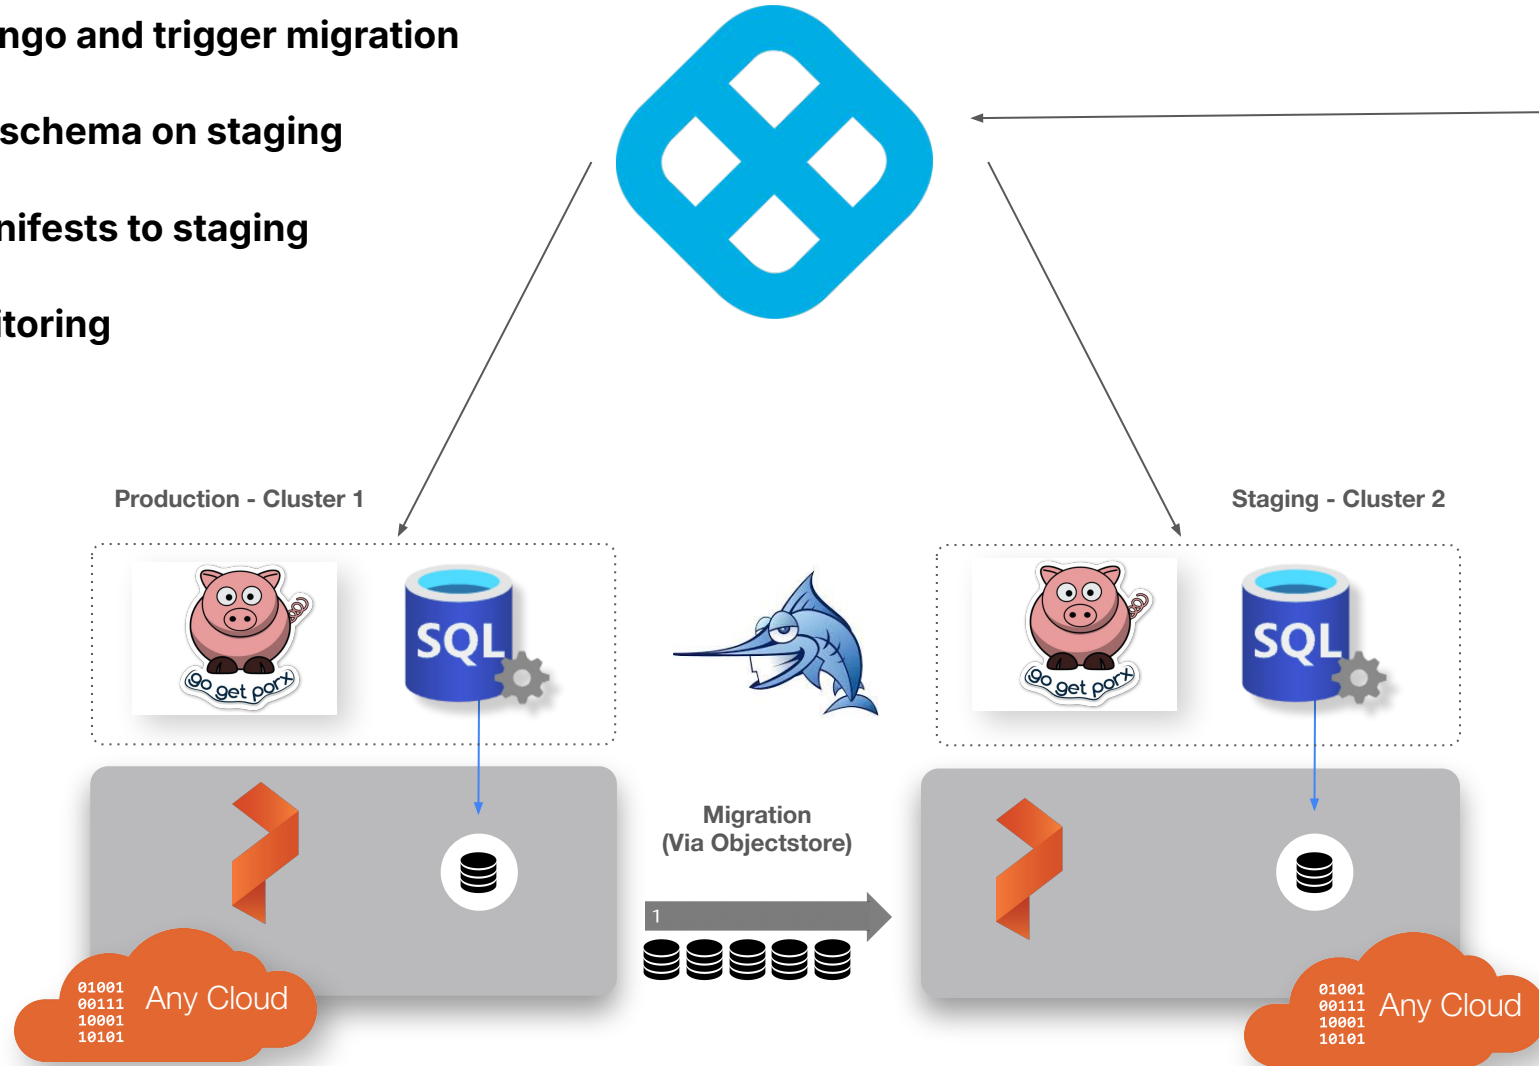 ngo and trigger migration
schema on staging
nifests to staging
itoring
Production - Cluster 1
Staging - Cluster 2
SQL
go get porx
SQL
go get porx
Migration
(Via Objectstore)
1
01001
00111
10001
10101
Any Cloud
01001
00111
10001
10101
Any Cloud